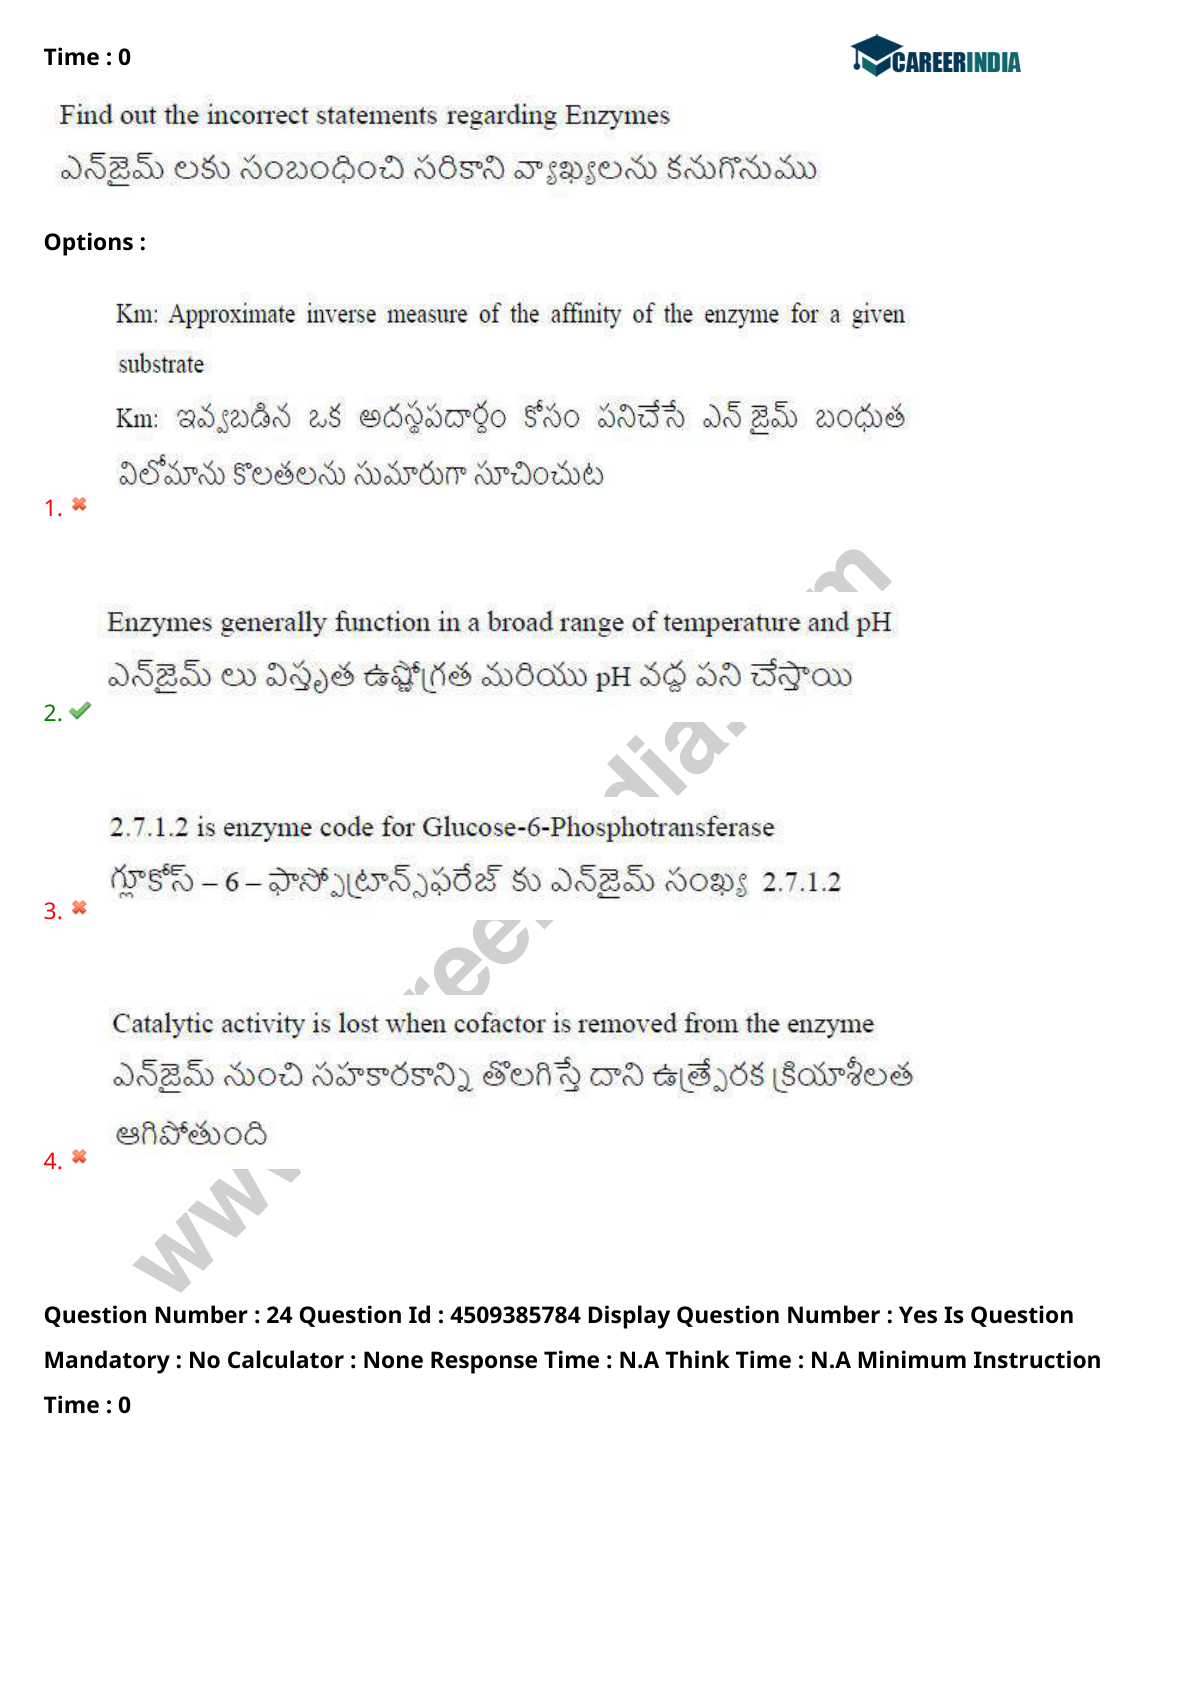 Time : 0
CAREERINDIA
Find out the incorrect statements regarding Enzymes
ఎన్‌జైమ్ లకు సంబంధించి సరికాని వ్యాఖ్యలను కనుగొనుము
Options :
Km: Approximate inverse measure of the affinity of the enzyme for a given
substrate
Km: ఇవ్వబడిన ఒక అదస్థపదార్థం కోసం పనిచేసే ఎన్ జైమ్ బంధుత
విలోమాను కొలతలను సుమారుగా సూచించుట
1.
Enzymes generally function in a broad range of temperature and pH
ఎన్‌జైమ్ లు విస్తృత ఉష్ణోగ్రత మరియు pH వద్ద పని చేస్తాయి
2.
2.7.1.2 is enzyme code for Glucose-6-Phosphotransferase
గ్లూకోస్ – 6 – ఫాస్ఫోట్రాన్స్‌ఫరేజ్ కు ఎన్‌జైమ్ సంఖ్య 2.7.1.2
3.
Catalytic activity is lost when cofactor is removed from the enzyme
ఎన్‌జైమ్ నుంచి సహకారకాన్ని తొలగిస్తే దాని ఉత్ప్రేరక క్రియాశీలత
ఆగిపోతుంది
4.
Question Number : 24 Question Id : 4509385784 Display Question Number : Yes Is Question
Mandatory : No Calculator : None Response Time : N.A Think Time : N.A Minimum Instruction
Time : 0